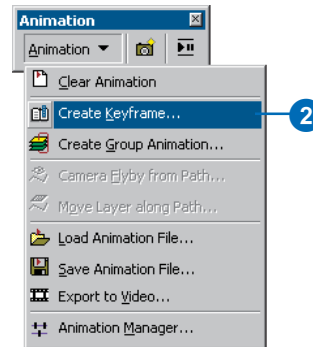 Animation
Animation
Clear Animation
Create Keyframe...
2
Create Group Animation...
Camera Flyby from Path...
Move Layer along Path...
Load Animation File...
Save Animation File...
Export to Video...
Animation Manager...